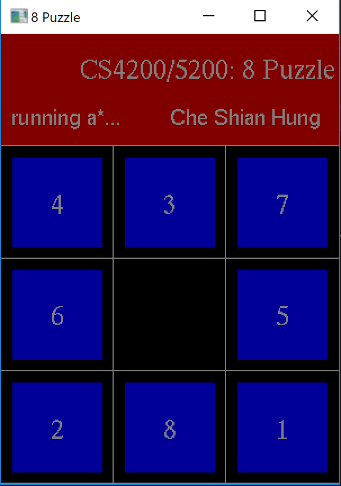 8 Puzzle
CS4200/5200: 8 Puzzle
running a*... Che Shian Hung
4 3 7
6 5
2 8 1